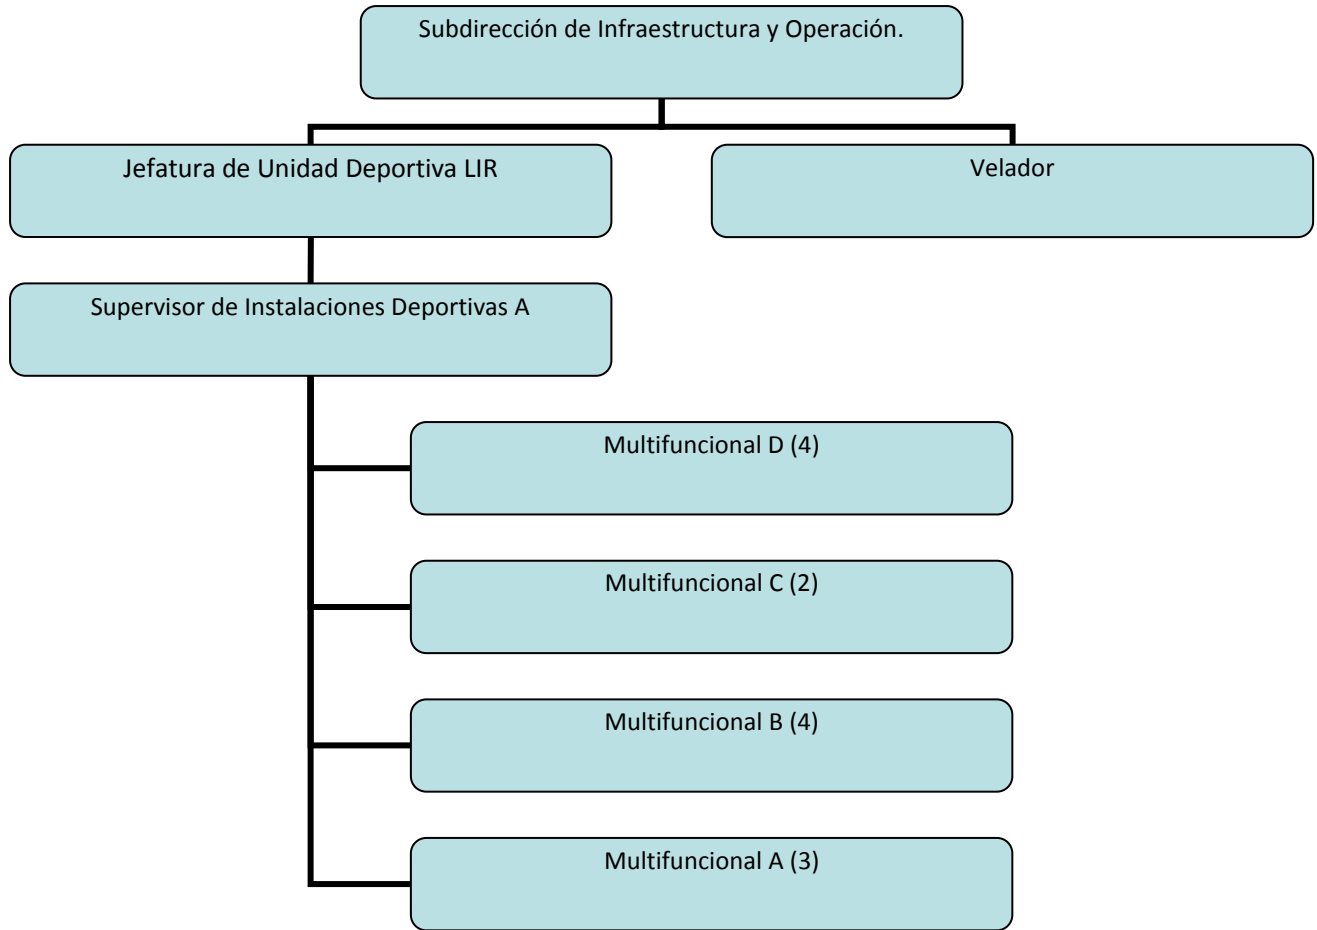 Subdirección de Infraestructura y Operación.
Jefatura de Unidad Deportiva LIR
Velador
Supervisor de Instalaciones Deportivas A
Multifuncional D (4)
Multifuncional C (2)
Multifuncional B (4)
Multifuncional A (3)